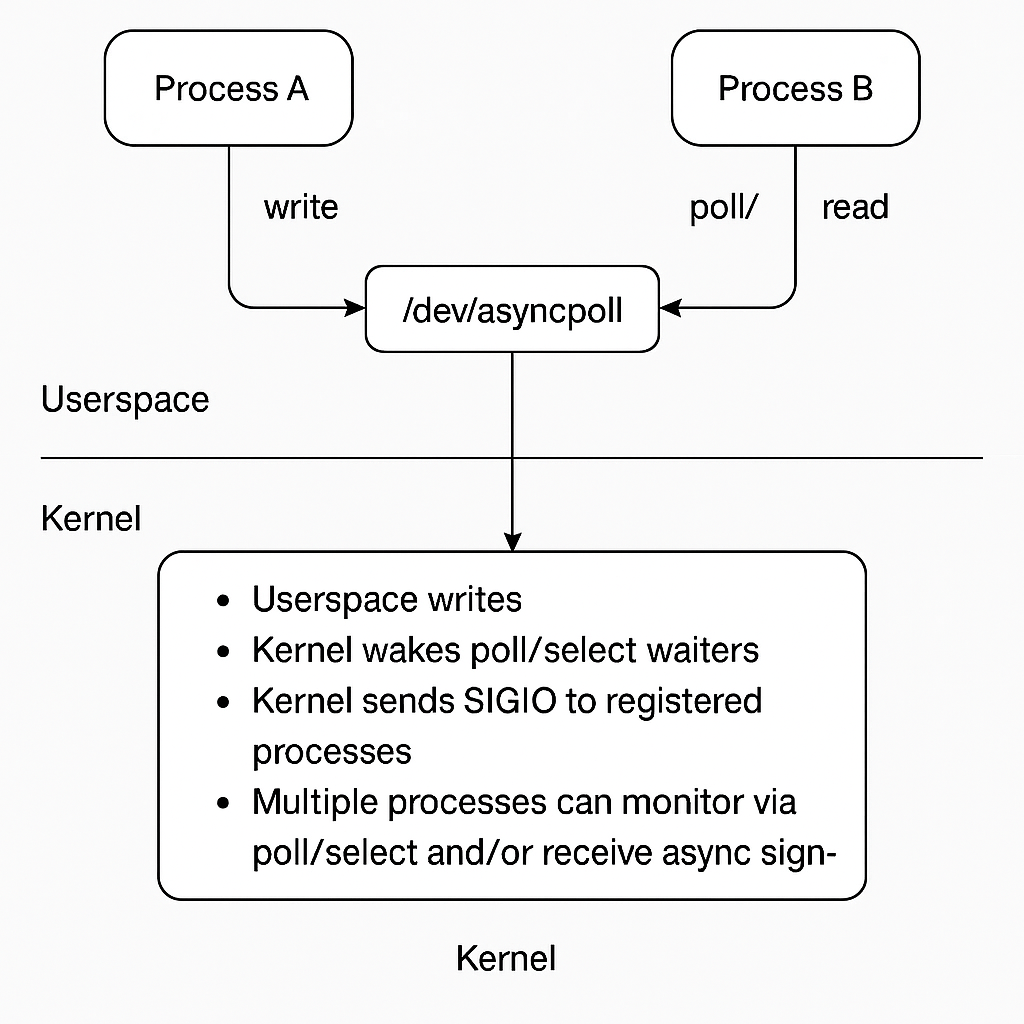 Process A
Process B
write
poll/
read
/dev/asyncpoll
Userspace
Kernel
• Userspace writes
• Kernel wakes poll/select waiters
• Kernel sends SIGIO to registered
processes
• Multiple processes can monitor via
poll/select and/or receive async sign-
Kernel